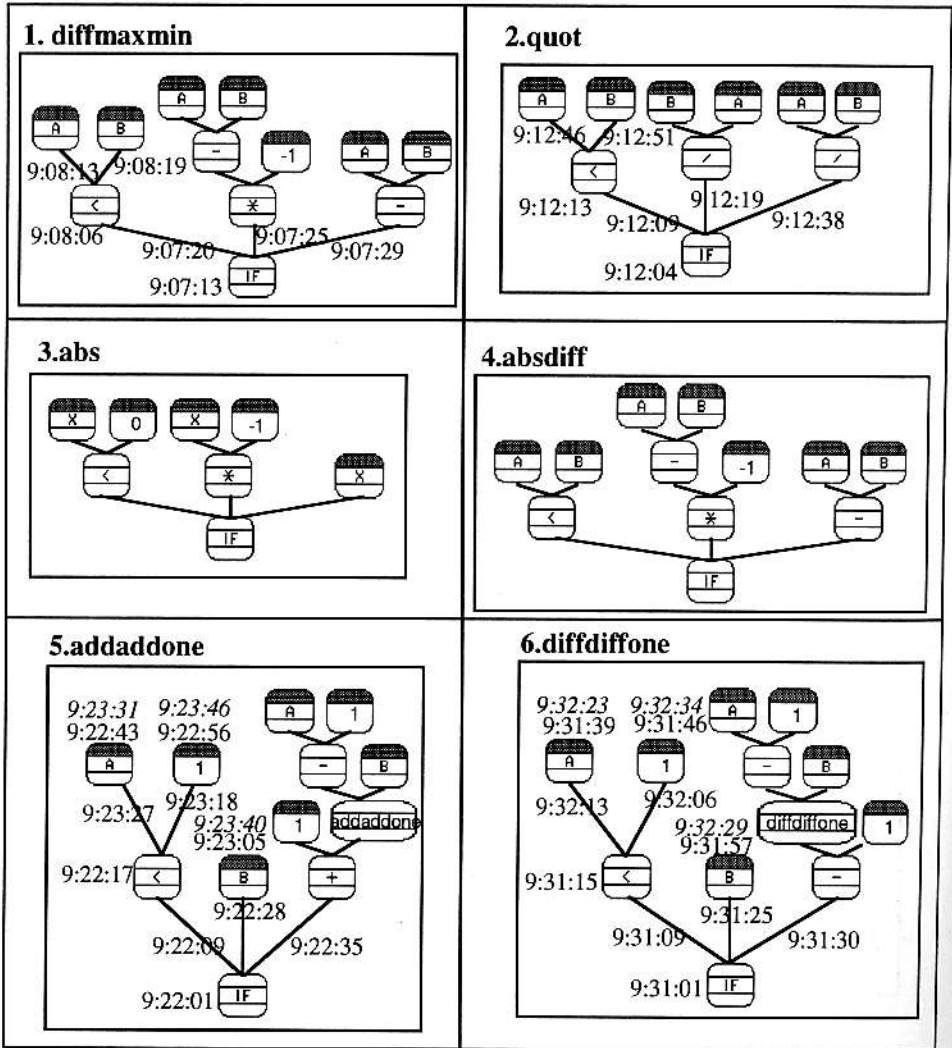 1. diffmaxmin
A B
A B
9:08:13 9:08:19 - -1 A B
< * -
9:08:06 9:07:20 9:07:25 9:07:29
IF
9:07:13
2.quot
A B B A A B
9:12:46 9:12:51
< / /
9:12:13 9:12:09 9:12:19 9:12:38
IF
9:12:04
3.abs
X 0 X -1
< * X
IF
4.absdiff
A B
A B - -1 A B
< * -
IF
5.addaddone
9:23:31 9:23:46 A 1
9:22:43 9:22:56
A 1 - B
9:23:27 9:23:18
9:23:40 1 addaddone
9:23:05
9:22:17 < B +
9:22:28
9:22:09 9:22:35
9:22:01 IF
6.diffdiffone
9:32:23 9:32:34 A 1
9:31:39 9:31:46
A 1 - B
9:32:13 9:32:06
9:32:29 diffdiffone 1
9:31:57
9:31:15 < B -
9:31:25
9:31:09 9:31:30
9:31:01 IF